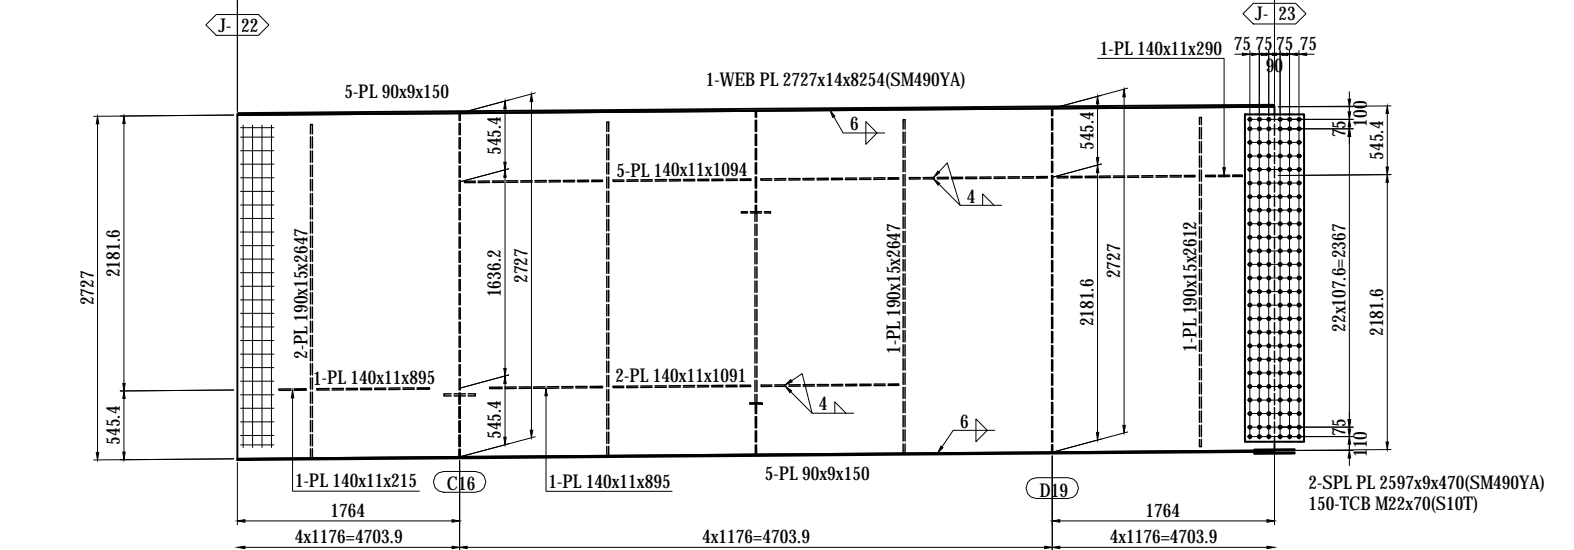 J- 22
J- 23
75 75 75 75
90
1-PL 140x11x290
1-WEB PL 2727x14x8254(SM490YA)
5-PL 90x9x150
100
75
545.4
545.4
545.4
6
5-PL 140x11x1094
4
2727
2181.6
2-PL 190x15x2647
1636.2
2727
1-PL 190x15x2647
2181.6
2727
1-PL 190x15x2612
22x107.6=2367
2181.6
1-PL 140x11x895
2-PL 140x11x1091
4
545.4
545.4
6
75
110
1-PL 140x11x215
C16
1-PL 140x11x895
5-PL 90x9x150
D19
2-SPL PL 2597x9x470(SM490YA)
150-TCB M22x70(S10T)
1764
1764
4x1176=4703.9
4x1176=4703.9
4x1176=4703.9